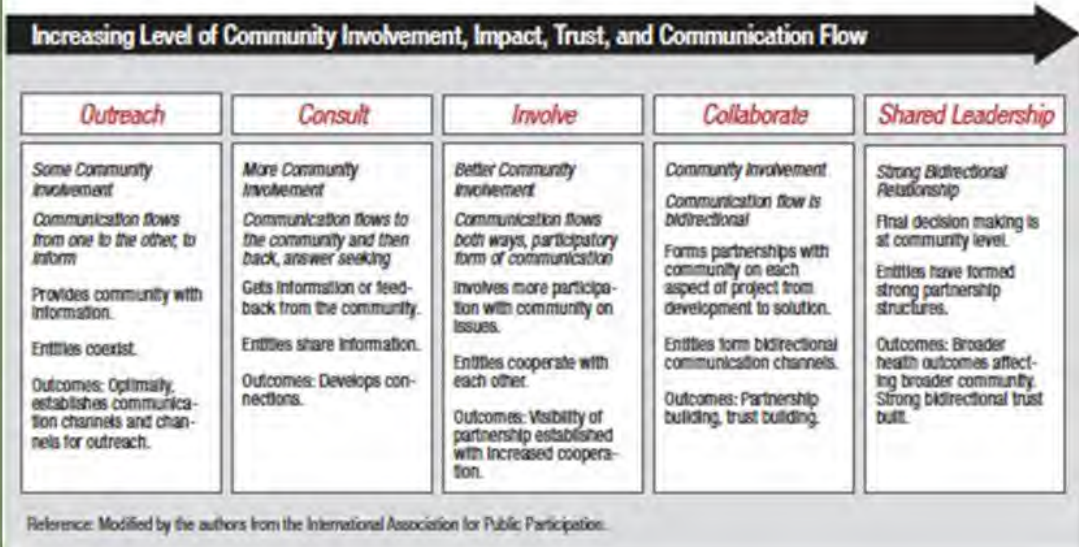 Increasing Level of Community Involvement, Impact, Trust, and Communication Flow
Outreach
Some Community
Involvement
Communication flows
from one to the other, to
inform
Provides community with
information.
Entities coexist.
Outcomes: Optimally,
establishes communica-
tion channels and chan-
nels for outreach.
Consult
More Community
Involvement
Communication flows to
the community and then
back, answer seeking
Gets information or feed-
back from the community.
Entities share information.
Outcomes: Develops con-
nections.
Involve
Better Community
Involvement
Communication flows
both ways, participatory
form of communication
Involves more participa-
tion with community on
issues.
Entities cooperate with
each other.
Outcomes: Visibility of
partnership established
with increased coopera-
tion.
Collaborate
Community Involvement
Communication flow is
bidirectional
Forms partnerships with
community on each
aspect of project from
development to solution.
Entities form bidirectional
communication channels.
Outcomes: Partnership
building, trust building.
Shared Leadership
Strong Bidirectional
Relationship
Final decision making is
at community level.
Entities have formed
strong partnership
structures.
Outcomes: Broader
health outcomes affect-
ing broader community.
Strong bidirectional trust
built.
Reference: Modified by the authors from the International Association for Public Participation.